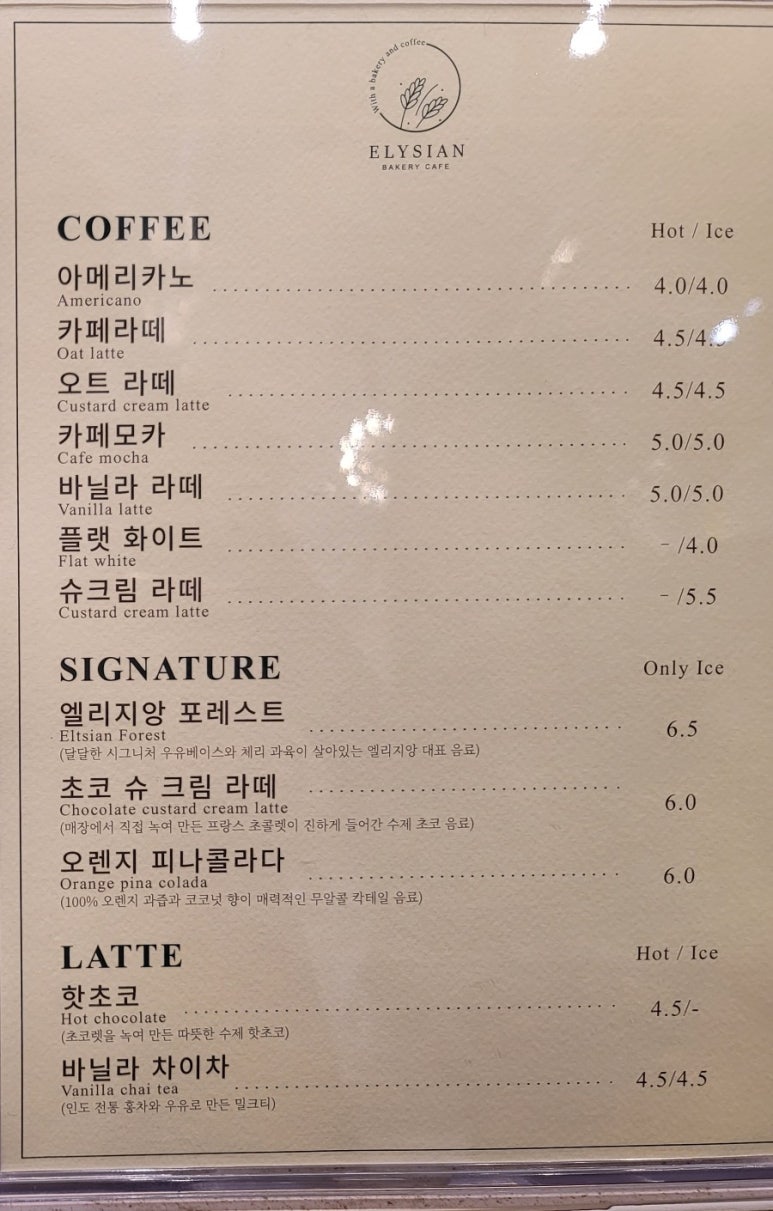 With a bakery and coffee
ELYSIAN
BAKERY CAFE
COFFEE Hot / Ice
아메리카노 4.0/4.0
Americano
카페라떼 4.5/4.
Oat latte
오트 라떼 4.5/4.5
Custard cream latte
카페모카 5.0/5.0
Cafe mocha
바닐라 라떼 5.0/5.0
Vanilla latte
플랫 화이트 - /4.0
Flat white
슈크림 라떼 - /5.5
Custard cream latte
SIGNATURE Only Ice
엘리지앙 포레스트 6.5
Eltsian Forest
(달달한 시그니처 우유베이스와 체리 과육이 살아있는 엘리지앙 대표 음료)
초코 슈 크림 라떼 6.0
Chocolate custard cream latte
(매장에서 직접 녹여 만든 프랑스 초콜렛이 진하게 들어간 수제 초코 음료)
오렌지 피나콜라다 6.0
Orange pina colada
(100% 오렌지 과즙과 코코넛 향이 매력적인 무알콜 칵테일 음료)
LATTE Hot / Ice
핫초코 4.5/-
Hot chocolate
(초코렛을 녹여 만든 따뜻한 수제 핫초코)
바닐라 차이차 4.5/4.5
Vanilla chai tea
(인도 전통 홍차와 우유로 만든 밀크티)